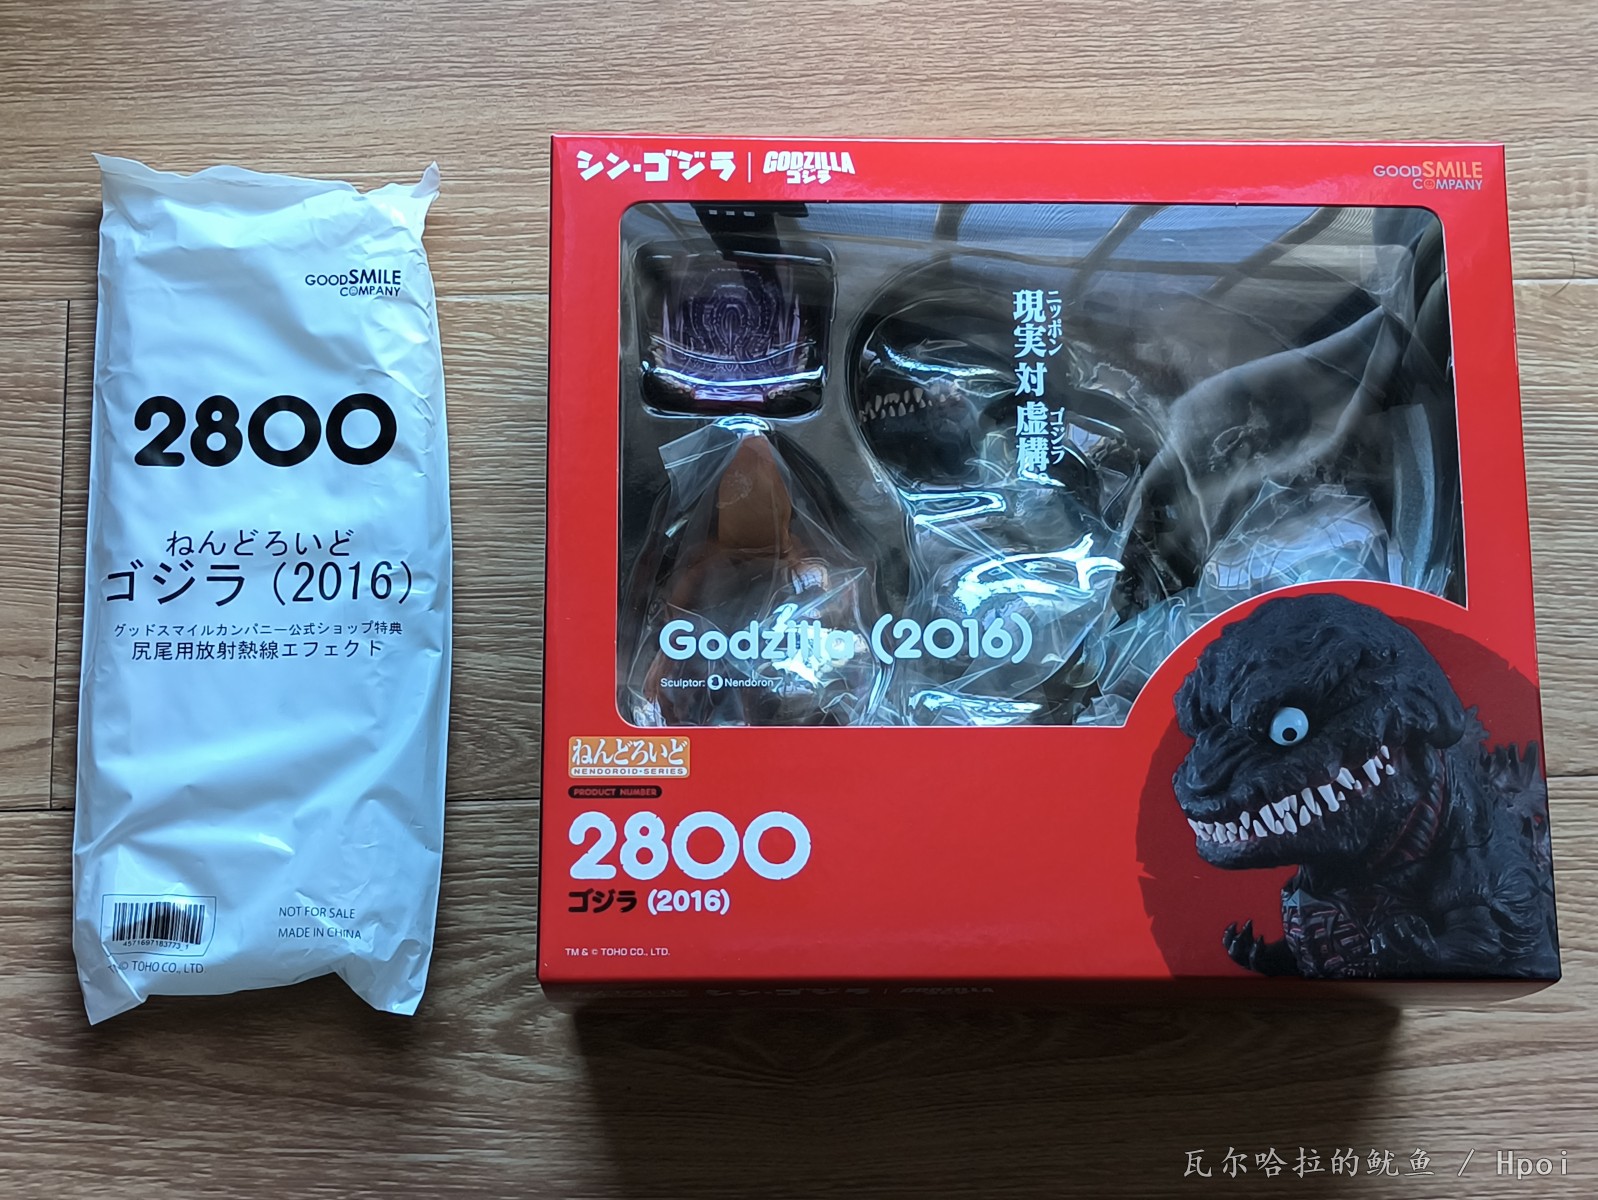 GOODSMILE
COMPANY
2800
ねんどろいど
ゴジラ(2016)
グッドスマイルカンパニー公式ショップ特典
尻尾用放射熱線エフェクト
4571697183773_1
NOT FOR SALE
MADE IN CHINA
TM © TOHO CO., LTD.
シン・ゴジラ
GODZILLA
ゴジラ
GOODSMILE
COMPANY
ニッポン
現実対虚構。
ゴジラ
Godzilla (2016)
Sculptor: Nendoron
ねんどろいど
NENDOROID-SERIES
PRODUCT NUMBER
2800
ゴジラ (2016)
TM & © TOHO CO., LTD.
瓦尔哈拉的鱿鱼 / Hpoi